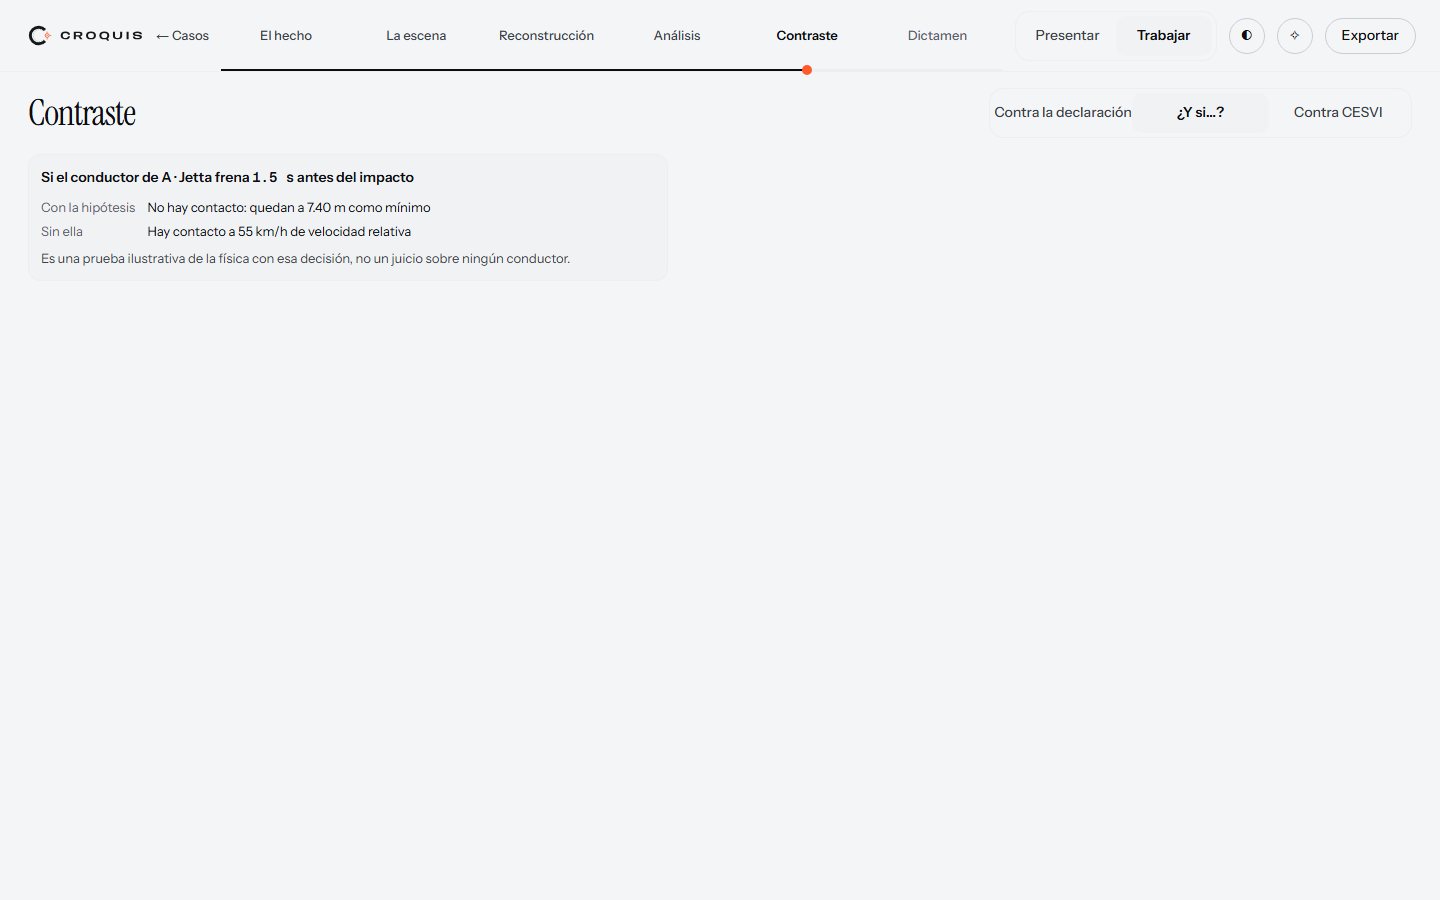 CROQUIS ← Casos El hecho La escena Reconstrucción Análisis Contraste Dictamen Presentar Trabajar Exportar
Contraste
Contra la declaración ¿Y si...? Contra CESVI
Si el conductor de A · Jetta frena 1.5 s antes del impacto
Con la hipótesis No hay contacto: quedan a 7.40 m como mínimo
Sin ella Hay contacto a 55 km/h de velocidad relativa
Es una prueba ilustrativa de la física con esa decisión, no un juicio sobre ningún conductor.